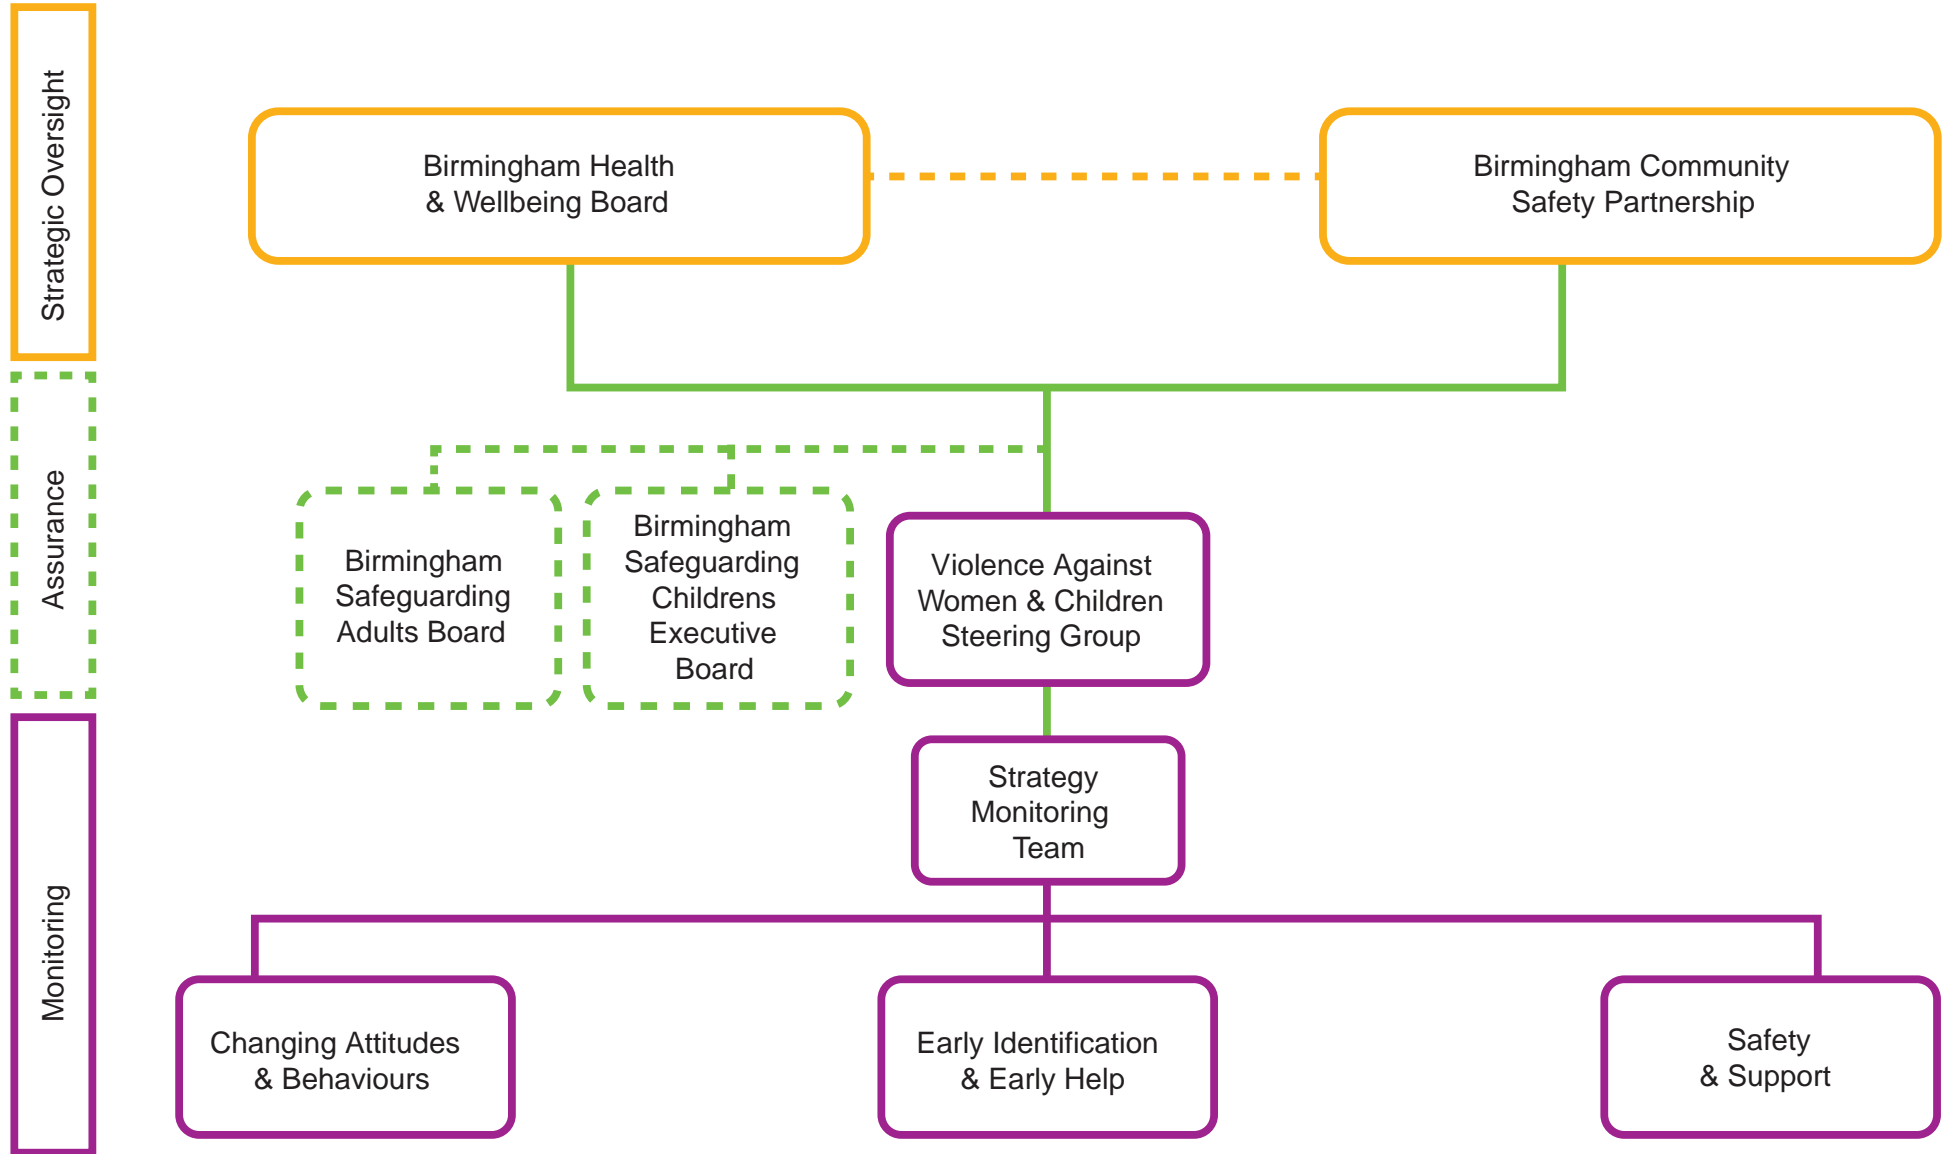 Strategic Oversight
Birmingham Health
& Wellbeing Board
Birmingham Community
Safety Partnership
Assurance
Birmingham
Safeguarding
Adults Board
Birmingham
Safeguarding
Childrens
Executive
Board
Violence Against
Women & Children
Steering Group
Monitoring
Strategy
Monitoring
Team
Changing Attitudes
& Behaviours
Early Identification
& Early Help
Safety
& Support